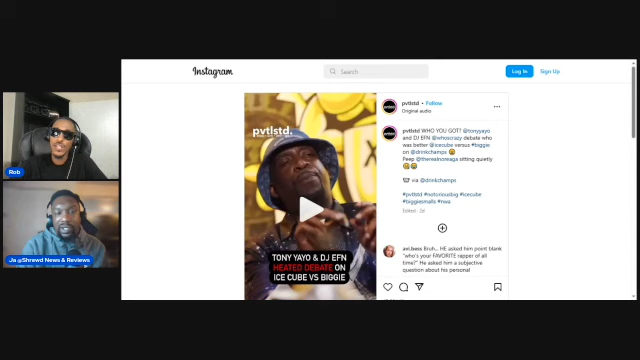 Instagram
Search
Log In
Sign Up
pvtlstd.
TONY YAYO & DJ EFN
HEATED DEBATE ON
ICE CUBE VS BIGGIE
pvtlstd • Follow
Original audio
pvtlstd WHO YOU GOT? @tonyyayo
and DJ EFN @whoscrazy debate who
was better @icecube versus #biggie
on @drinkchamps
Peep @therealnoreaga sitting quietly
via @drinkchamps
#pvtlstd #notoriousbig #icecube
#biggiesmalls #nwa
Edited · 2d
Bruh... HE asked him point blank
"who's your FAVORITE rapper of all
time?" He asked him a subjective
question about his personal
Rob
Ja @Shrewd News & Reviews